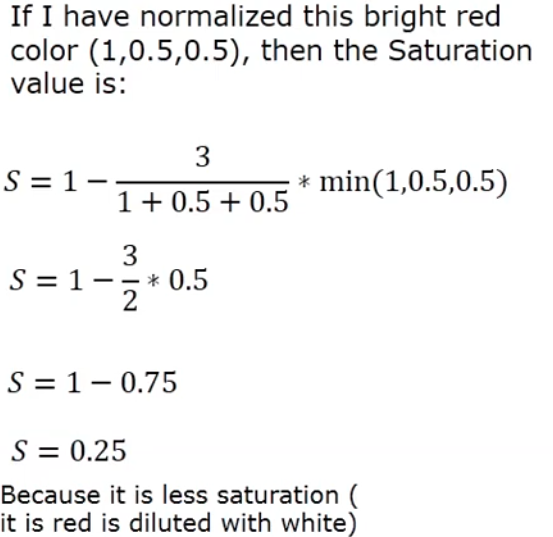 If I have normalized this bright red
color (1,0.5,0.5), then the Saturation
value is:
S = 1 − 3 / (1 + 0.5 + 0.5) * min(1,0.5,0.5)
S = 1 − 3/2 * 0.5
S = 1 − 0.75
S = 0.25
Because it is less saturation (
it is red is diluted with white)